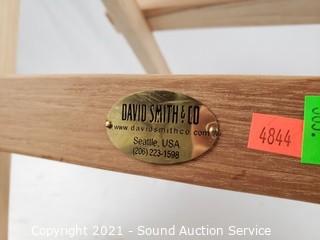 DAVID SMITH & CO
www.davidsmithco.com
Seattle, USA
(206) 223-1598
4844
Copyright 2021 - Sound Auction Service